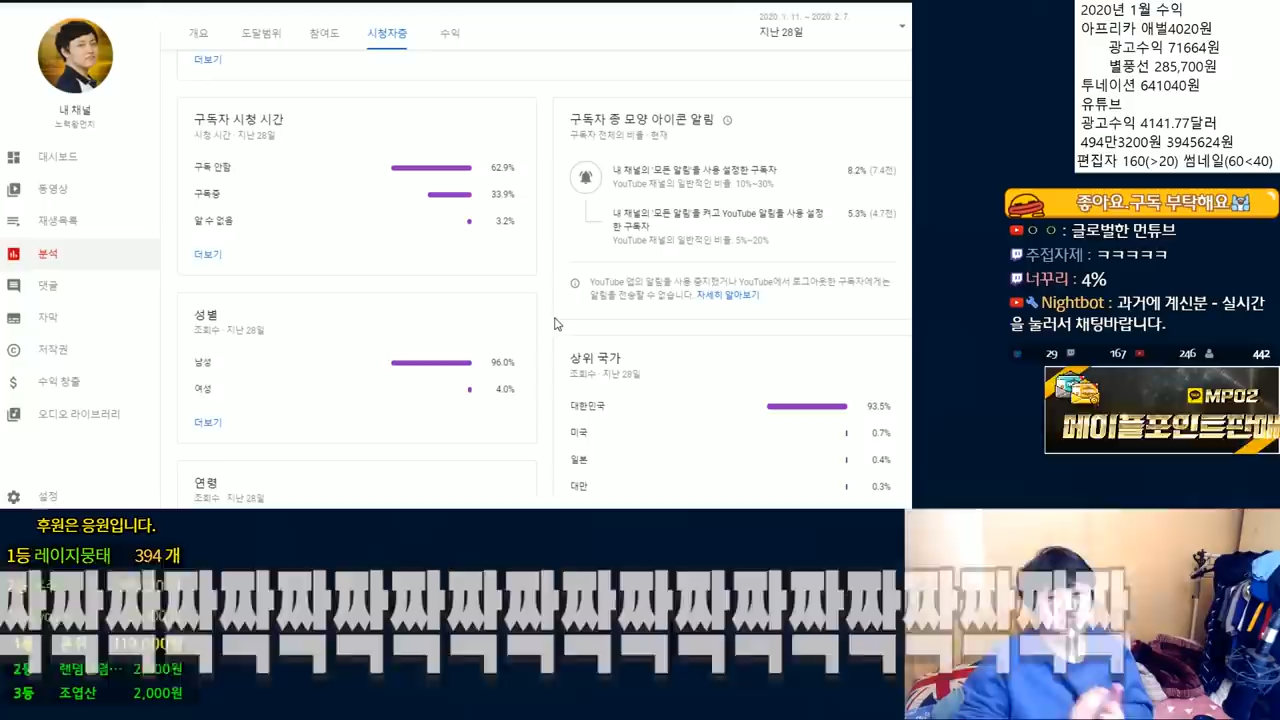 개요
도달범위
참여도
시청자층
수익
2020. 1. 11. ~ 2020. 2. 7.
지난 28일
더보기
내 채널
노력왕먼치
대시보드
동영상
재생목록
분석
댓글
자막
저작권
수익 창출
오디오 라이브러리
설정
구독자 시청 시간
시청 시간 · 지난 28일
구독 안함 62.9%
구독중 33.9%
알 수 없음 3.2%
더보기
성별
조회수 · 지난 28일
남성 96.0%
여성 4.0%
더보기
연령
조회수 · 지난 28일
구독자 종 모양 아이콘 알림
구독자 전체의 비율 · 현재
내 채널의 '모든 알림'을 사용 설정한 구독자 8.2% (7.4천)
YouTube 채널의 일반적인 비율: 10%~30%
내 채널의 '모든 알림'을 켜고 YouTube 알림을 사용 설정 5.3% (4.7천)
한 구독자
YouTube 채널의 일반적인 비율: 5%~20%
YouTube 앱의 알림을 사용 중지했거나 YouTube에서 로그아웃한 구독자에게는
알림을 전송할 수 없습니다. 자세히 알아보기
상위 국가
조회수 · 지난 28일
대한민국 93.5%
미국 0.7%
일본 0.4%
대만 0.3%
2020년 1월 수익
아프리카 애벌4020원
광고수익 71664원
별풍선 285,700원
투네이션 641040원
유튜브
광고수익 4141.77달러
494만3200원 3945624원
편집자 160(>20) 썸네일(60<40)
좋아요.구독 부탁해요
ㅇ ㅇ : 글로벌한 먼튜브
주접자제 : ㅋㅋㅋㅋㅋ
너꾸리 : 4%
Nightbot : 과거에 계신분 - 실시간
을 눌러서 채팅바랍니다.
29 167 246 442
MP02
메이플포인트판매
후원은 응원입니다.
1등 레이지뭉태 394 개
짝짝짝짝짝짝짝짝짝짝짝짝짝짝짝짝짝짝짝짝
2등
3등 조엽산 2,000원